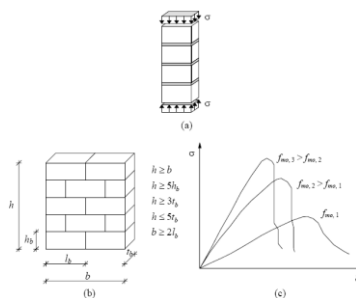 σ
σ
(a)
h
h_b
l_b
b
t_b
h ≥ b
h ≥ 5h_b
h ≥ 3t_b
h ≤ 5t_b
b ≥ 2l_b
(b)
σ
f_mo, 3 > f_mo, 2
f_mo, 2 > f_mo, 1
f_mo, 1
(c)